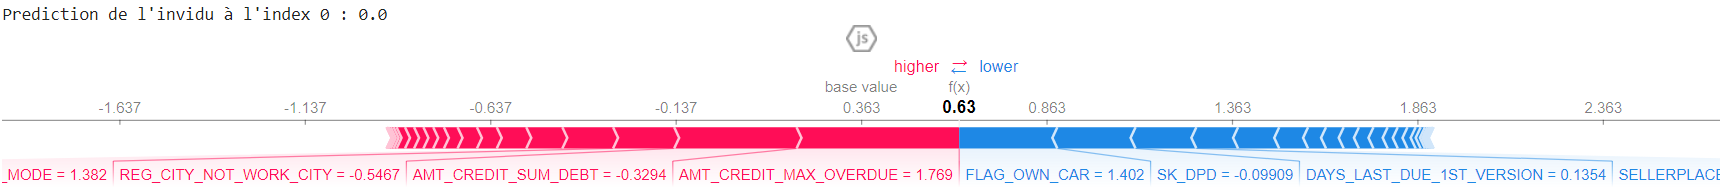 Prediction de l'invidu à l'index 0 : 0.0
js
higher ⇄ lower
base value f(x)
-1.637 -1.137 -0.637 -0.137 0.363 0.63 0.863 1.363 1.863 2.363
_MODE = 1.382 REG_CITY_NOT_WORK_CITY = -0.5467 AMT_CREDIT_SUM_DEBT = -0.3294 AMT_CREDIT_MAX_OVERDUE = 1.769 FLAG_OWN_CAR = 1.402 SK_DPD = -0.09909 DAYS_LAST_DUE_1ST_VERSION = 0.1354 SELLERPLACE